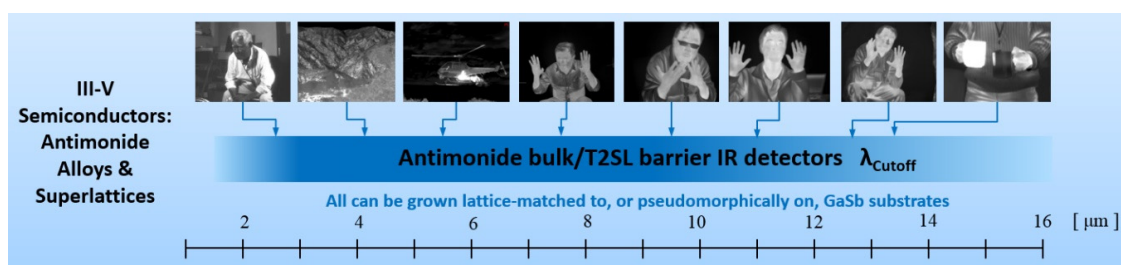 III-V
Semiconductors:
Antimonide
Alloys &
Superlattices
Antimonide bulk/T2SL barrier IR detectors λCutoff
All can be grown lattice-matched to, or pseudomorphically on, GaSb substrates
2 4 6 8 10 12 14 16 [ μm ]